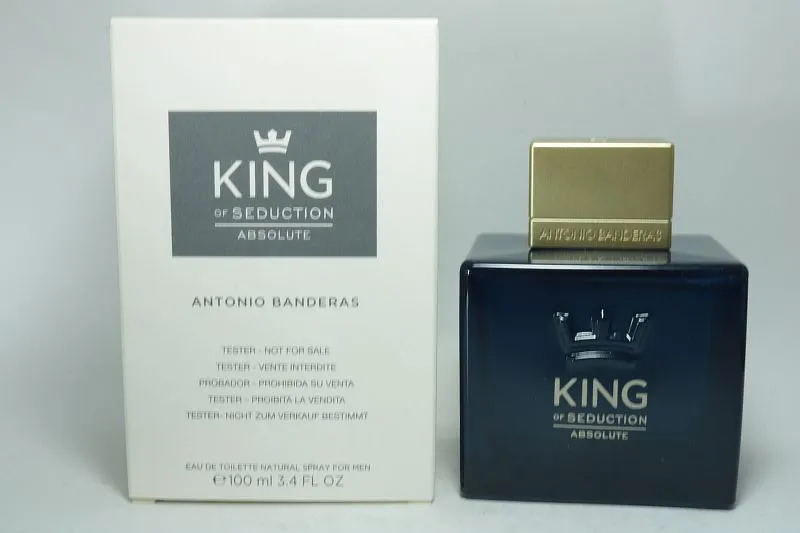 KING
OF SEDUCTION
ABSOLUTE
ANTONIO BANDERAS
TESTER - NOT FOR SALE
TESTER - VENTE INTERDITE
PROBADOR - PROHIBIDA SU VENTA
TESTER - PROIBITA LA VENDITA
TESTER- NICHT ZUM VERKAUF BESTIMMT
EAU DE TOILETTE NATURAL SPRAY FOR MEN
℮100 ml 3.4 FL OZ
ANTONIO BANDERAS
KING
OF SEDUCTION
ABSOLUTE